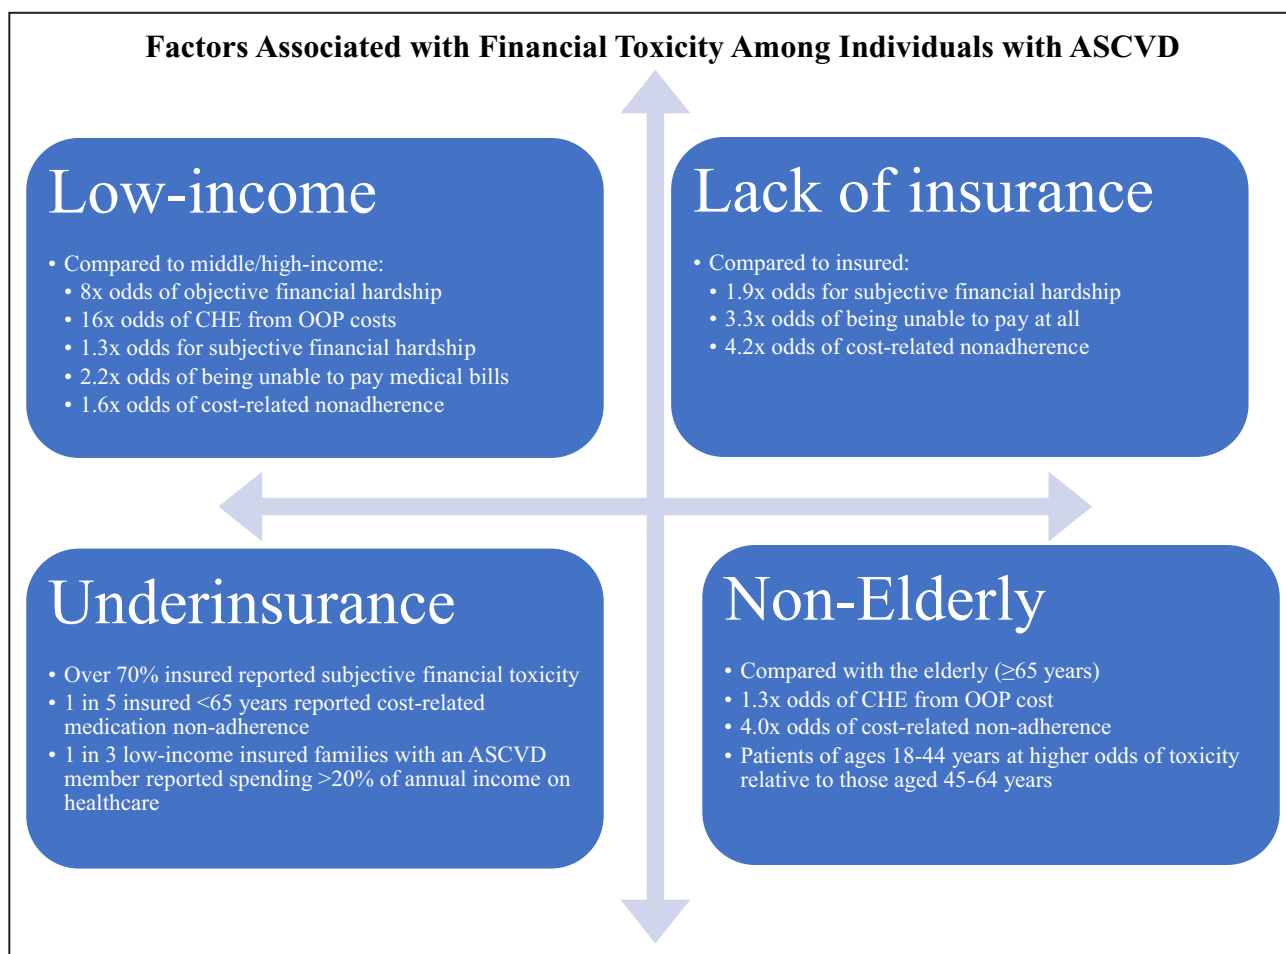 Factors Associated with Financial Toxicity Among Individuals with ASCVD
Low-income
• Compared to middle/high-income:
• 8x odds of objective financial hardship
• 16x odds of CHE from OOP costs
• 1.3x odds for subjective financial hardship
• 2.2x odds of being unable to pay medical bills
• 1.6x odds of cost-related nonadherence
Lack of insurance
• Compared to insured:
• 1.9x odds for subjective financial hardship
• 3.3x odds of being unable to pay at all
• 4.2x odds of cost-related nonadherence
Underinsurance
• Over 70% insured reported subjective financial toxicity
• 1 in 5 insured <65 years reported cost-related
medication non-adherence
• 1 in 3 low-income insured families with an ASCVD
member reported spending >20% of annual income on
healthcare
Non-Elderly
• Compared with the elderly (≥65 years)
• 1.3x odds of CHE from OOP cost
• 4.0x odds of cost-related non-adherence
• Patients of ages 18-44 years at higher odds of toxicity
relative to those aged 45-64 years